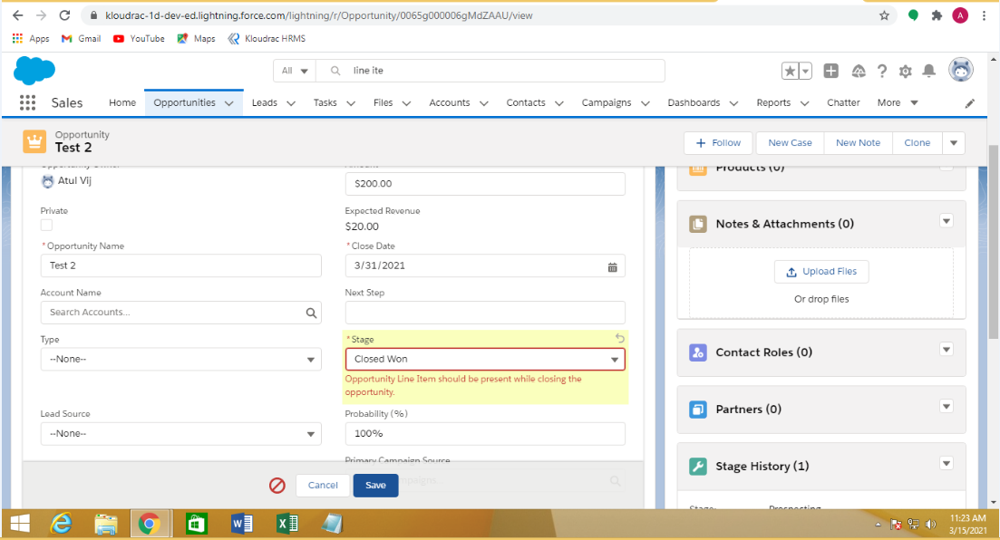 kloudrac-1d-dev-ed.lightning.force.com/lightning/r/Opportunity/0065g000006gMdZAAU/view
A
Apps Gmail YouTube Maps Kloudrac HRMS
All line ite
Sales Home Opportunities Leads Tasks Files Accounts Contacts Campaigns Dashboards Reports Chatter More
Opportunity
Test 2
+ Follow New Case New Note Clone
Opportunity Owner
Atul Vij
Amount
$200.00
Private
Expected Revenue
$20.00
*Opportunity Name
Test 2
*Close Date
3/31/2021
Account Name
Search Accounts...
Next Step
Type
--None--
*Stage
Closed Won
Opportunity Line Item should be present while closing the
opportunity.
Lead Source
--None--
Probability (%)
100%
Primary Campaign Source
Cancel Save
Products (0)
Notes & Attachments (0)
Upload Files
Or drop files
Contact Roles (0)
Partners (0)
Stage History (1)
Stage: Prospecting
11:23 AM
3/15/2021